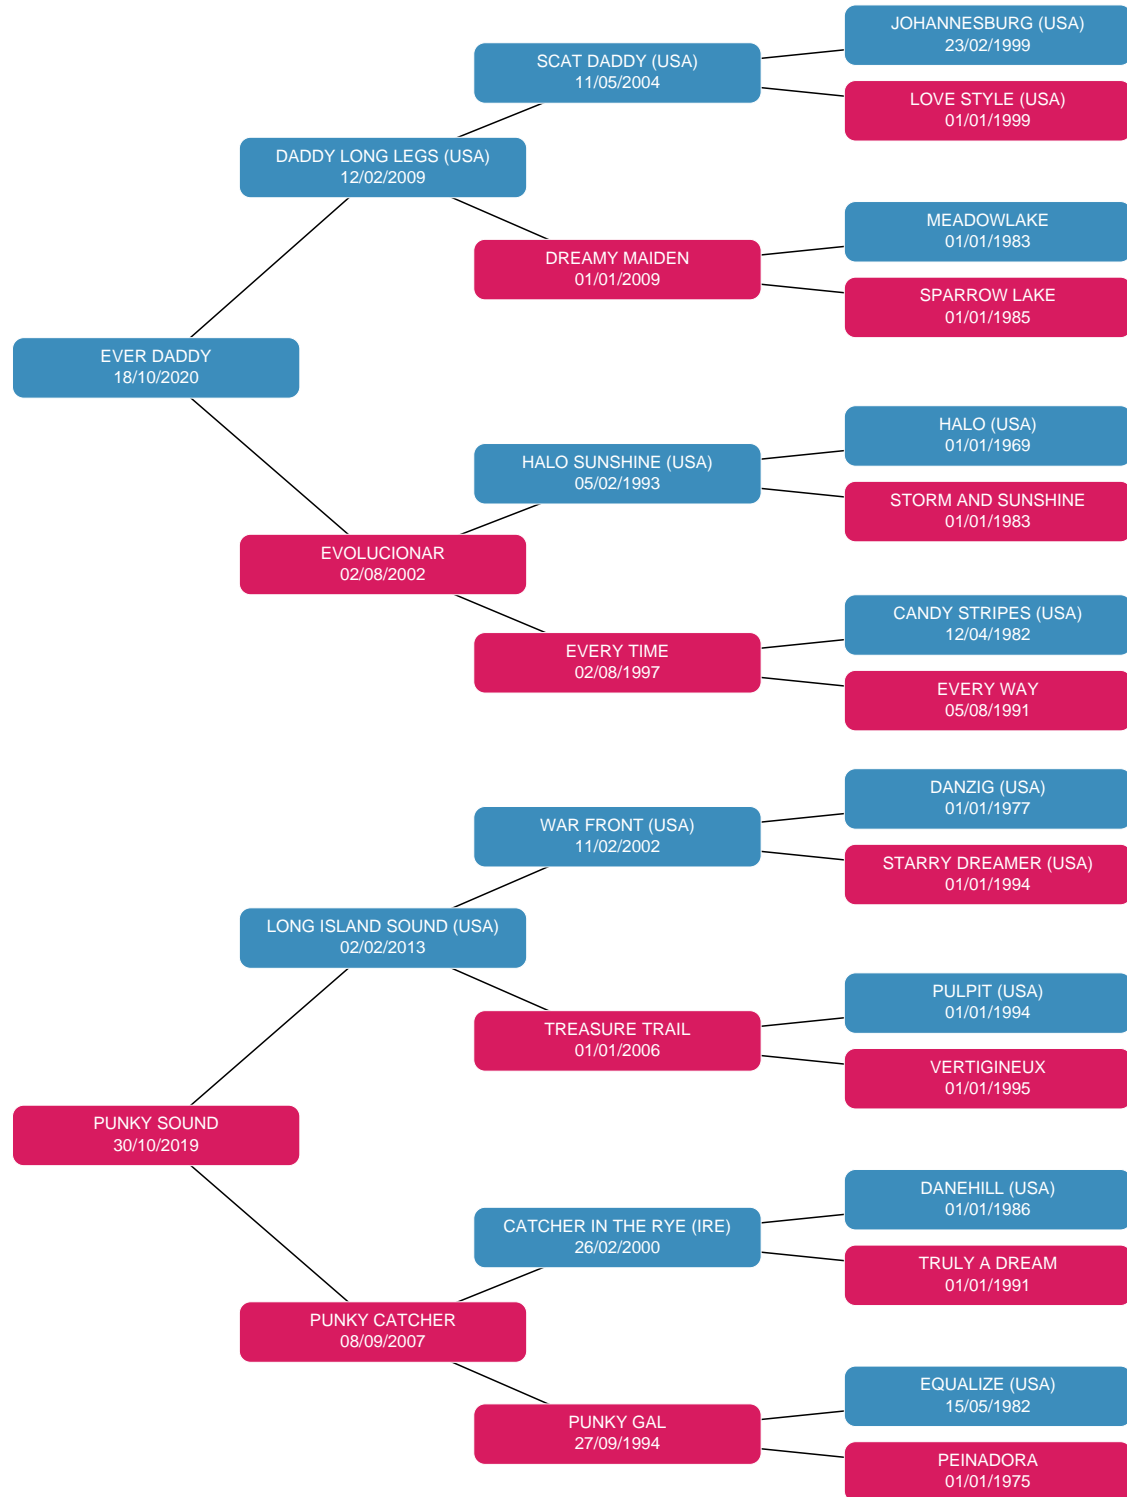 JOHANNESBURG (USA)
23/02/1999
SCAT DADDY (USA)
11/05/2004
LOVE STYLE (USA)
01/01/1999
DADDY LONG LEGS (USA)
12/02/2009
MEADOWLAKE
01/01/1983
DREAMY MAIDEN
01/01/2009
SPARROW LAKE
01/01/1985
EVER DADDY
18/10/2020
HALO (USA)
01/01/1969
HALO SUNSHINE (USA)
05/02/1993
STORM AND SUNSHINE
01/01/1983
EVOLUCIONAR
02/08/2002
CANDY STRIPES (USA)
12/04/1982
EVERY TIME
02/08/1997
EVERY WAY
05/08/1991
DANZIG (USA)
01/01/1977
WAR FRONT (USA)
11/02/2002
STARRY DREAMER (USA)
01/01/1994
LONG ISLAND SOUND (USA)
02/02/2013
PULPIT (USA)
01/01/1994
TREASURE TRAIL
01/01/2006
VERTIGINEUX
01/01/1995
PUNKY SOUND
30/10/2019
DANEHILL (USA)
01/01/1986
CATCHER IN THE RYE (IRE)
26/02/2000
TRULY A DREAM
01/01/1991
PUNKY CATCHER
08/09/2007
EQUALIZE (USA)
15/05/1982
PUNKY GAL
27/09/1994
PEINADORA
01/01/1975